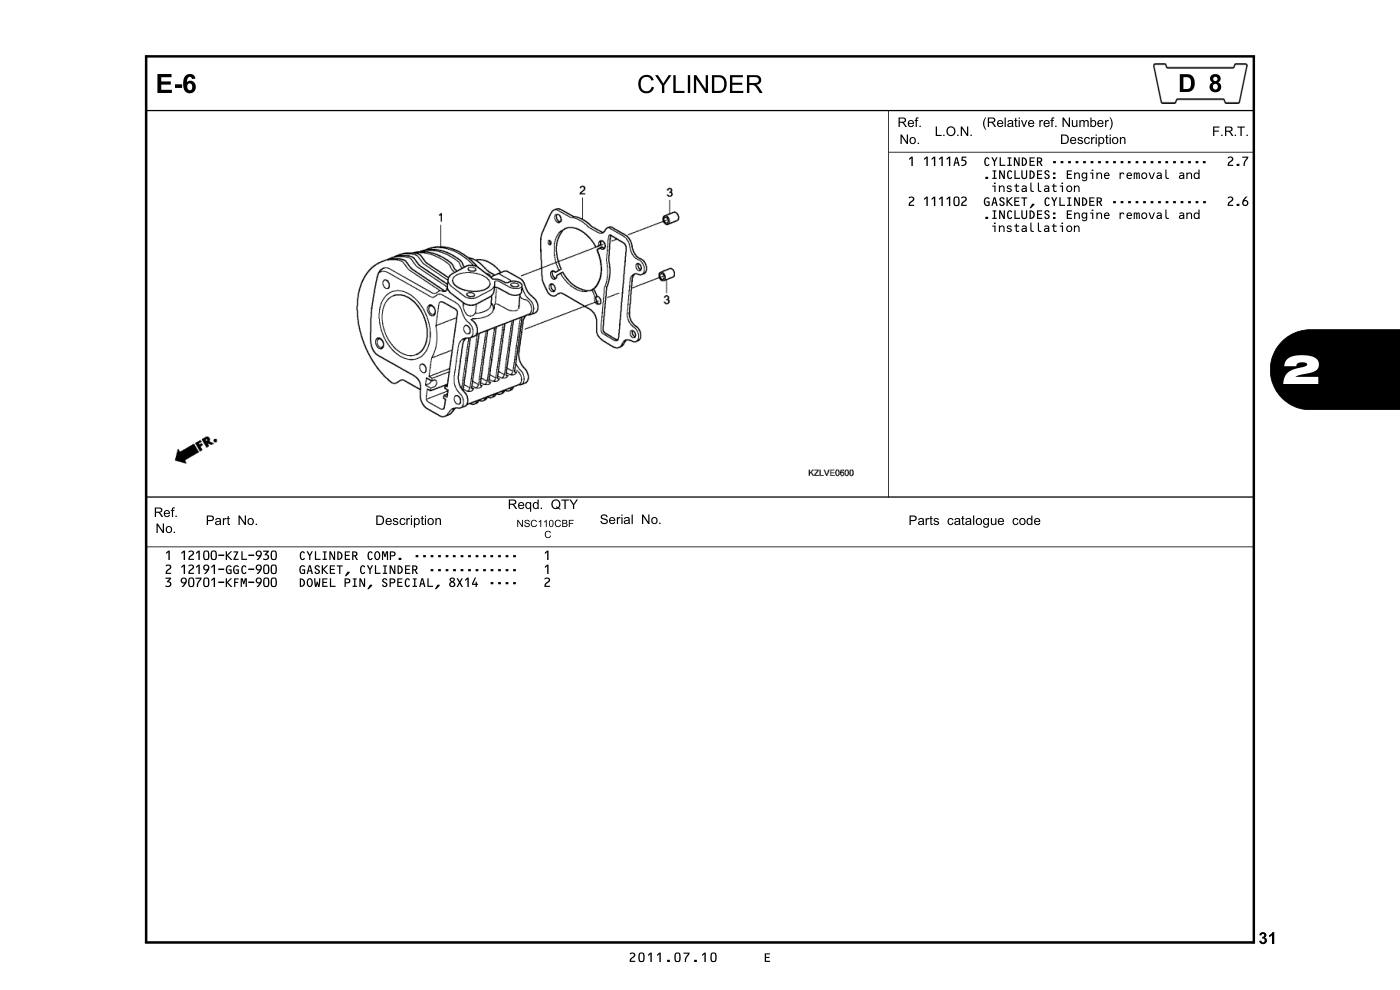 E-6 CYLINDER D 8
Ref. No. L.O.N. (Relative ref. Number) Description F.R.T.
1 1111A5 CYLINDER --------------------- 2.7
.INCLUDES: Engine removal and
installation
2 111102 GASKET, CYLINDER ------------- 2.6
.INCLUDES: Engine removal and
installation
1
2
3
3
FR.
KZLVE0600
Ref. No. Part No. Description Reqd. QTY NSC110CBF C Serial No. Parts catalogue code
1 12100-KZL-930 CYLINDER COMP. -------------- 1
2 12191-GGC-900 GASKET, CYLINDER ------------ 1
3 90701-KFM-900 DOWEL PIN, SPECIAL, 8X14 ---- 2
2
31
2011.07.10 E